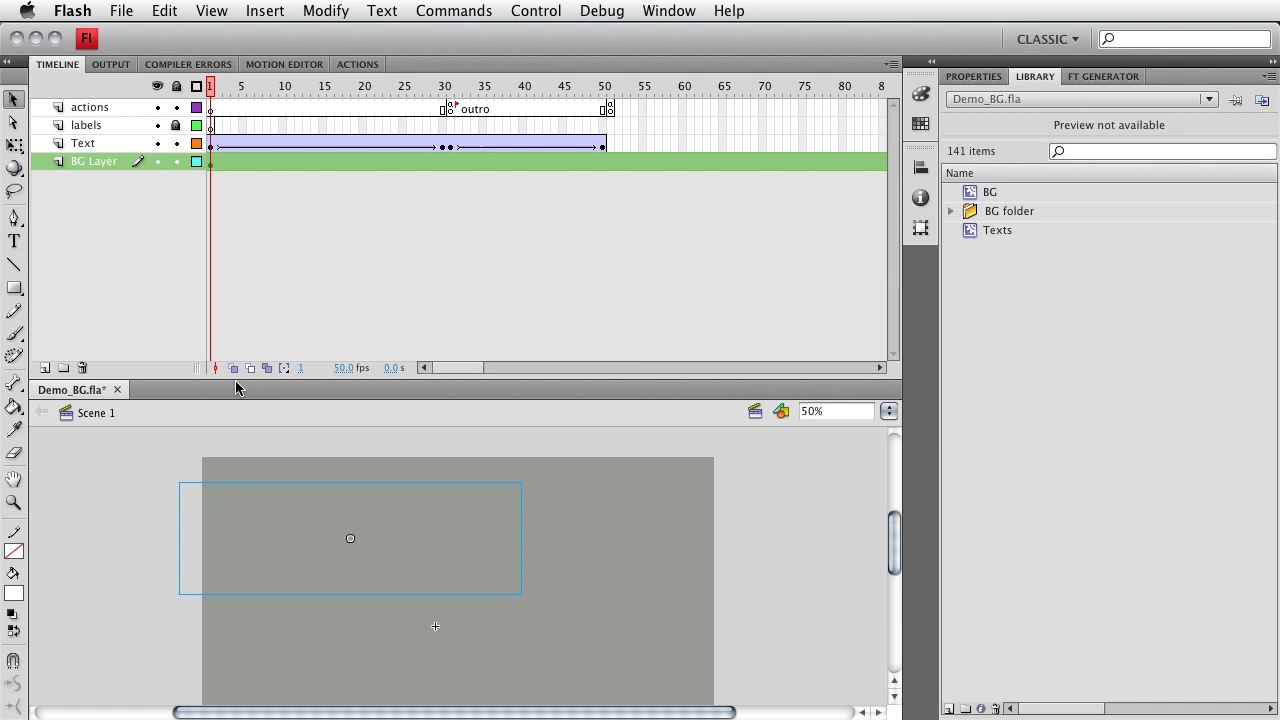 Flash File Edit View Insert Modify Text Commands Control Debug Window Help
Fl CLASSIC
TIMELINE OUTPUT COMPILER ERRORS MOTION EDITOR ACTIONS
PROPERTIES LIBRARY FT GENERATOR
1 5 10 15 20 25 30 35 40 45 50 55 60 65 70 75 80 8
Demo_BG.fla
actions outro
labels
Preview not available
Text
141 items
BG Layer
Name
BG
BG folder
Texts
1 50.0 fps 0.0 s
Demo_BG.fla*
Scene 1 50%
T